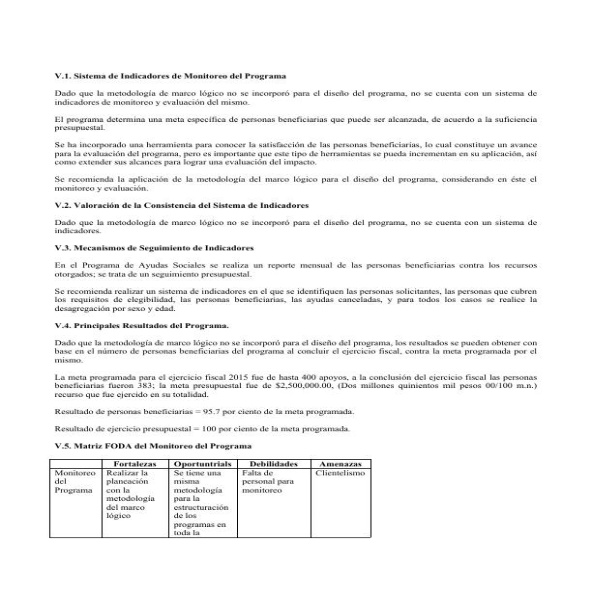 V.1. Sistema de Indicadores de Monitoreo del Programa
Dado que la metodología de marco lógico no se incorporó para el diseño del programa, no se cuenta con un sistema de
indicadores de monitoreo y evaluación del mismo.
El programa determina una meta específica de personas beneficiarias que puede ser alcanzada, de acuerdo a la suficiencia
presupuestal.
Se ha incorporado una herramienta para conocer la satisfacción de las personas beneficiarias, lo cual constituye un avance
para la evaluación del programa, pero es importante que este tipo de herramientas se pueda incrementan en su aplicación, así
como extender sus alcances para lograr una evaluación del impacto.
Se recomienda la aplicación de la metodología del marco lógico para el diseño del programa, considerando en éste el
monitoreo y evaluación.
V.2. Valoración de la Consistencia del Sistema de Indicadores
Dado que la metodología de marco lógico no se incorporó para el diseño del programa, no se cuenta con un sistema de
indicadores.
V.3. Mecanismos de Seguimiento de Indicadores
En el Programa de Ayudas Sociales se realiza un reporte mensual de las personas beneficiarias contra los recursos
otorgados; se trata de un seguimiento presupuestal.
Se recomienda realizar un sistema de indicadores en el que se identifiquen las personas solicitantes, las personas que cubren
los requisitos de elegibilidad, las personas beneficiarias, las ayudas canceladas, y para todos los casos se realice la
desagregación por sexo y edad.
V.4. Principales Resultados del Programa.
Dado que la metodología de marco lógico no se incorporó para el diseño del programa, los resultados se pueden obtener con
base en el número de personas beneficiarias del programa al concluir el ejercicio fiscal, contra la meta programada por el
mismo.
La meta programada para el ejercicio fiscal 2015 fue de hasta 400 apoyos, a la conclusión del ejercicio fiscal las personas
beneficiarias fueron 383; la meta presupuestal fue de $2,500,000.00, (Dos millones quinientos mil pesos 00/100 m.n.)
recurso que fue ejercido en su totalidad.
Resultado de personas beneficiarias = 95.7 por ciento de la meta programada.
Resultado de ejercicio presupuestal = 100 por ciento de la meta programada.
V.5. Matriz FODA del Monitoreo del Programa
Fortalezas Oportuntrials Debilidades Amenazas
Monitoreo
del
Programa
Realizar la
planeación
con la
metodología
del marco
lógico
Se tiene una
misma
metodología
para la
estructuración
de los
programas en
toda la
Falta de
personal para
monitoreo
Clientelismo